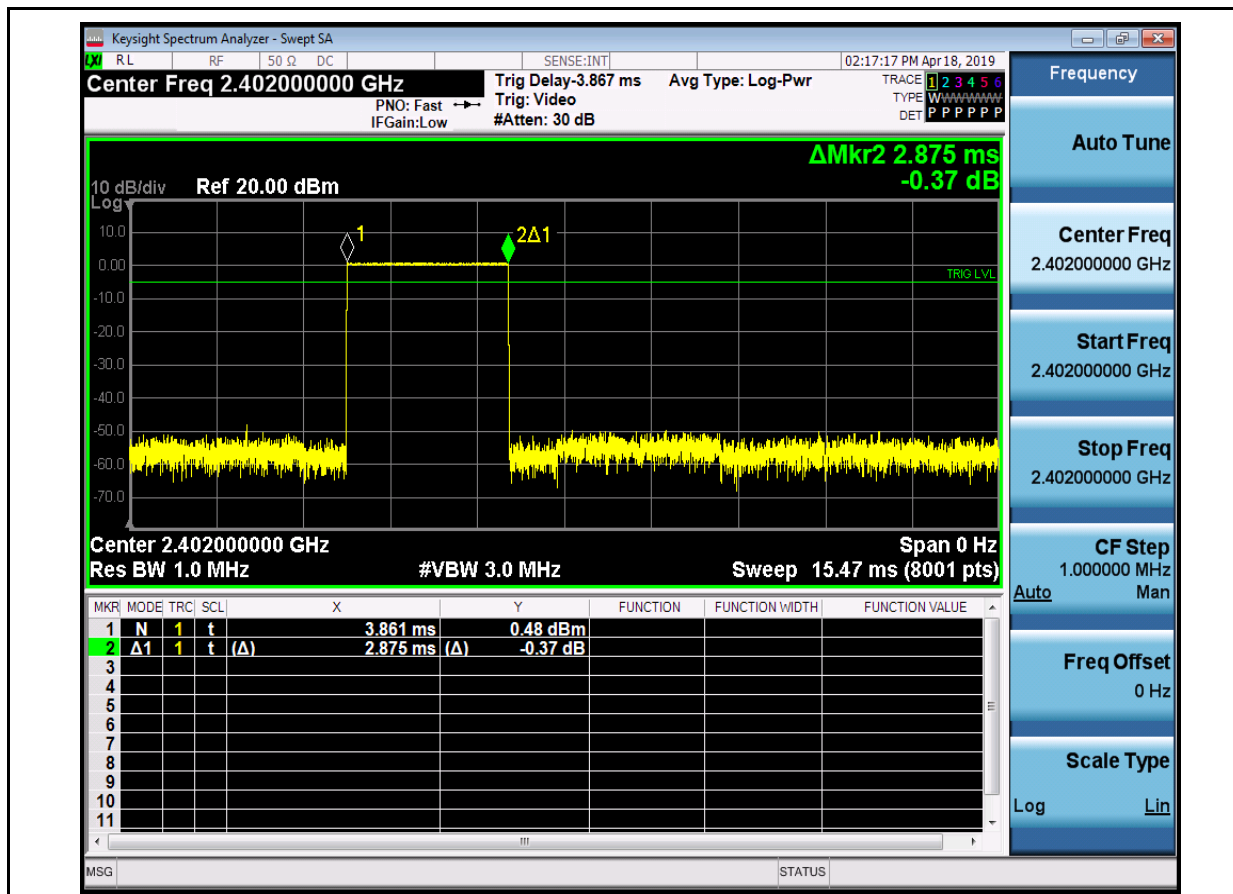 Keysight Spectrum Analyzer - Swept SA
LXI RL RF 50 Ω DC SENSE:INT 02:17:17 PM Apr 18, 2019
Center Freq 2.402000000 GHz
PNO: Fast
IFGain:Low
Trig Delay-3.867 ms
Trig: Video
#Atten: 30 dB
Avg Type: Log-Pwr
TRACE 1 2 3 4 5 6
TYPE WWWWWW
DET P P P P P P
ΔMkr2 2.875 ms
-0.37 dB
10 dB/div Ref 20.00 dBm
Log
10.0
0.00
-10.0
-20.0
-30.0
-40.0
-50.0
-60.0
-70.0
1
2Δ1
TRIG LVL
Center 2.402000000 GHz Span 0 Hz
Res BW 1.0 MHz #VBW 3.0 MHz Sweep 15.47 ms (8001 pts)
MKR MODE TRC SCL X Y FUNCTION FUNCTION WIDTH FUNCTION VALUE
1 N 1 t 3.861 ms 0.48 dBm
2 Δ1 1 t (Δ) 2.875 ms (Δ) -0.37 dB
3
4
5
6
7
8
9
10
11
MSG STATUS
Frequency
Auto Tune
Center Freq
2.402000000 GHz
Start Freq
2.402000000 GHz
Stop Freq
2.402000000 GHz
CF Step
1.000000 MHz
Auto Man
Freq Offset
0 Hz
Scale Type
Log Lin